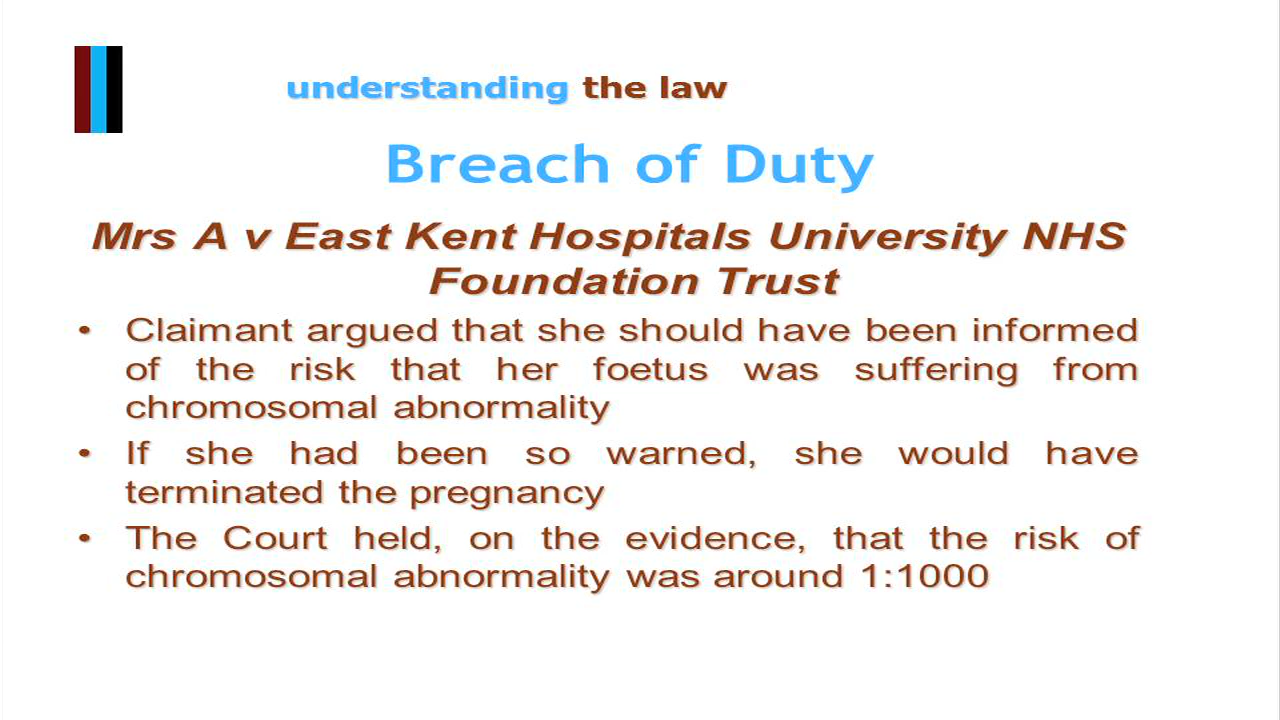 understanding the law
Breach of Duty
Mrs A v East Kent Hospitals University NHS
Foundation Trust
• Claimant argued that she should have been informed
of the risk that her foetus was suffering from
chromosomal abnormality
• If she had been so warned, she would have
terminated the pregnancy
• The Court held, on the evidence, that the risk of
chromosomal abnormality was around 1:1000